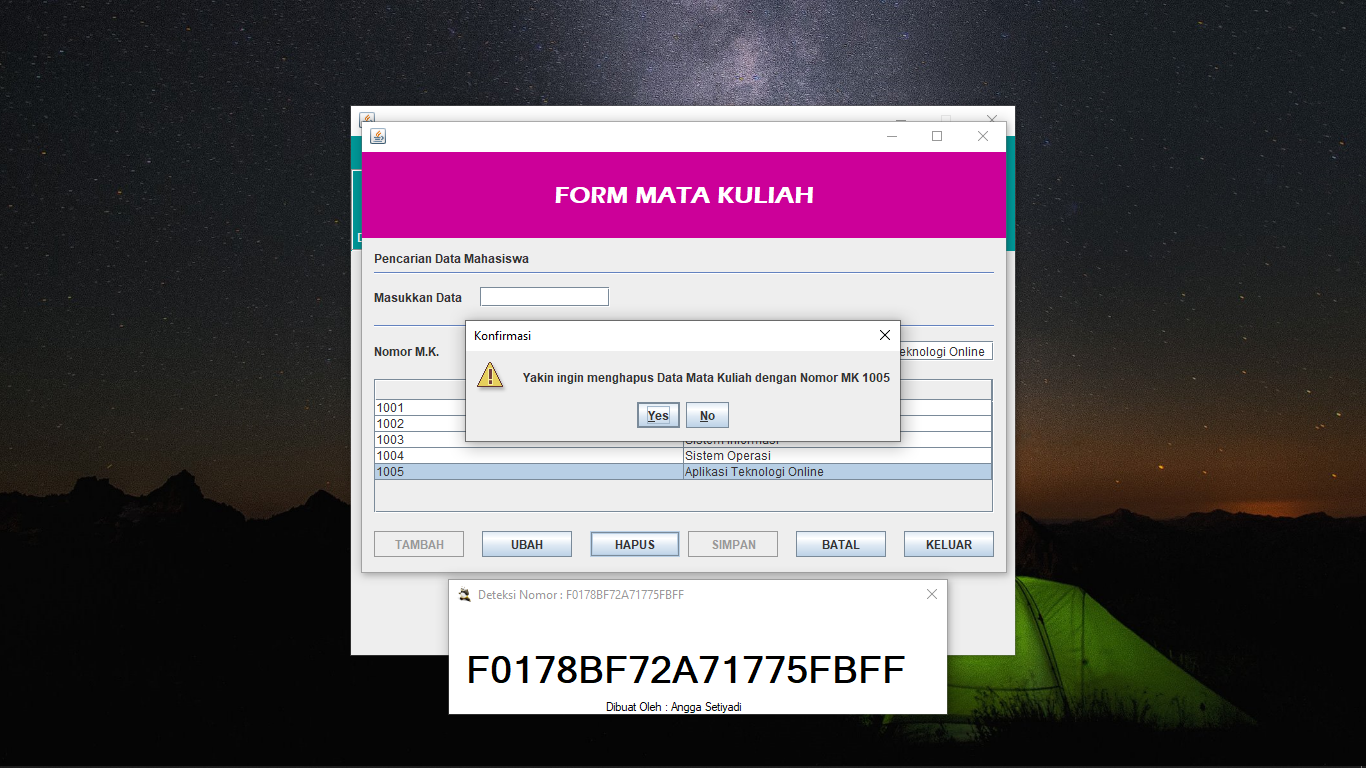 FORM MATA KULIAH
Pencarian Data Mahasiswa
Masukkan Data
Konfirmasi
Yakin ingin menghapus Data Mata Kuliah dengan Nomor MK 1005
Yes No
Nomor M.K. Teknologi Online
1001
1002
1003 Sistem Informasi
1004 Sistem Operasi
1005 Aplikasi Teknologi Online
TAMBAH UBAH HAPUS SIMPAN BATAL KELUAR
Deteksi Nomor : F0178BF72A71775FBFF
F0178BF72A71775FBFF
Dibuat Oleh : Angga Setiyadi